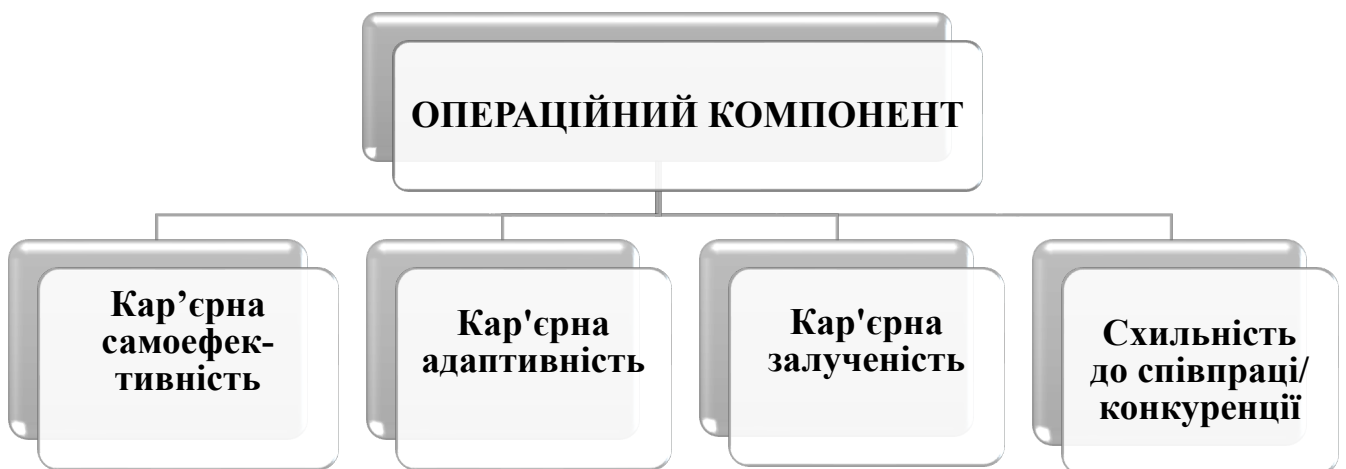 ОПЕРАЦІЙНИЙ КОМПОНЕНТ
Кар’єрна
самоефек-
тивність
Кар'єрна
адаптивність
Кар'єрна
залученість
Схильність
до співпраці/
конкуренції